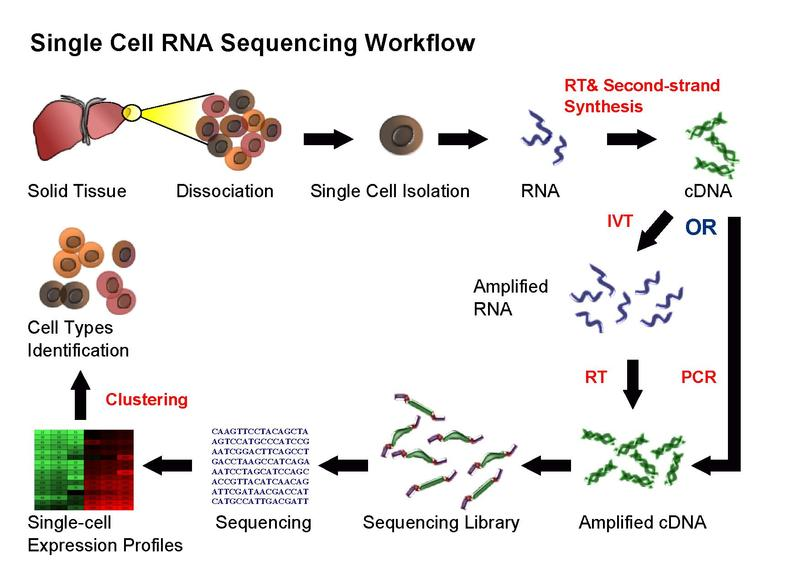 Single Cell RNA Sequencing Workflow
RT& Second-strand
Synthesis
Solid Tissue
Dissociation
Single Cell Isolation
RNA
cDNA
IVT
OR
Amplified
RNA
Cell Types
Identification
RT
PCR
Clustering
CAAGTTCCTACAGCTA
AGTCCATGCCCATCCG
AATCGGACTTCAGCCT
GACCTAAGCCATCAGA
AATCCTAGCATCCAGC
ACCGTTACATCAACAG
ATTCGATAACGACCAT
CATGCCATTGACGATT
Single-cell
Expression Profiles
Sequencing
Sequencing Library
Amplified cDNA